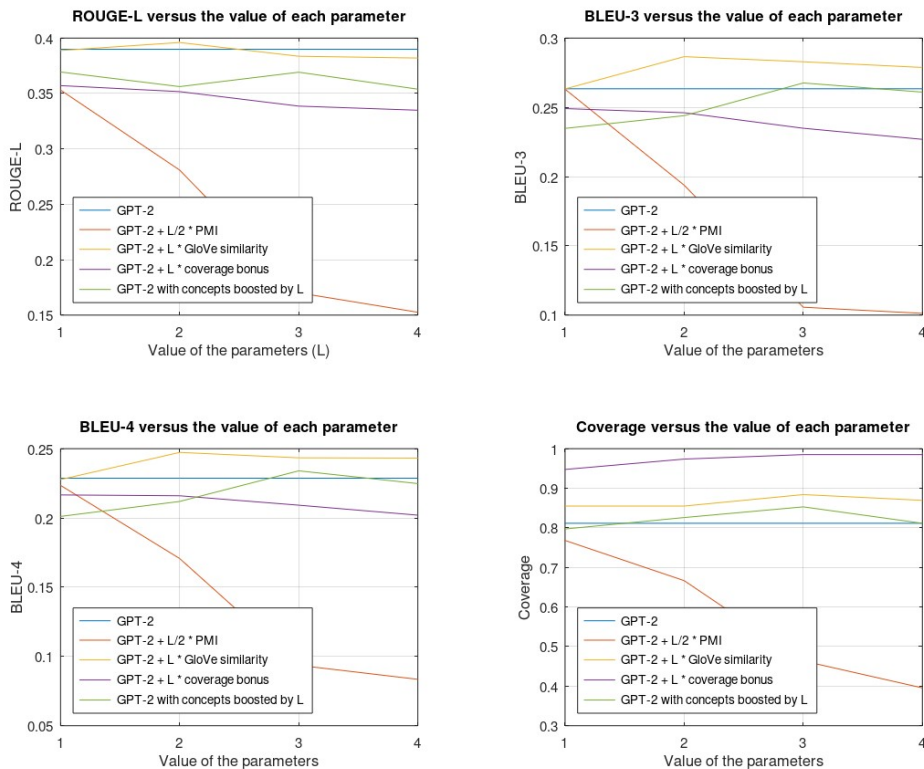 ROUGE-L versus the value of each parameter
0.4
0.35
0.3
0.25
0.2
0.15
ROUGE-L
GPT-2
GPT-2 + L/2 * PMI
GPT-2 + L * GloVe similarity
GPT-2 + L * coverage bonus
GPT-2 with concepts boosted by L
1 2 3 4
Value of the parameters (L)
BLEU-3 versus the value of each parameter
0.3
0.25
0.2
0.15
0.1
BLEU-3
GPT-2
GPT-2 + L/2 * PMI
GPT-2 + L * GloVe similarity
GPT-2 + L * coverage bonus
GPT-2 with concepts boosted by L
1 2 3 4
Value of the parameters
BLEU-4 versus the value of each parameter
0.25
0.2
0.15
0.1
0.05
BLEU-4
GPT-2
GPT-2 + L/2 * PMI
GPT-2 + L * GloVe similarity
GPT-2 + L * coverage bonus
GPT-2 with concepts boosted by L
1 2 3 4
Value of the parameters
Coverage versus the value of each parameter
1
0.9
0.8
0.7
0.6
0.5
0.4
0.3
Coverage
GPT-2
GPT-2 + L/2 * PMI
GPT-2 + L * GloVe similarity
GPT-2 + L * coverage bonus
GPT-2 with concepts boosted by L
1 2 3 4
Value of the parameters